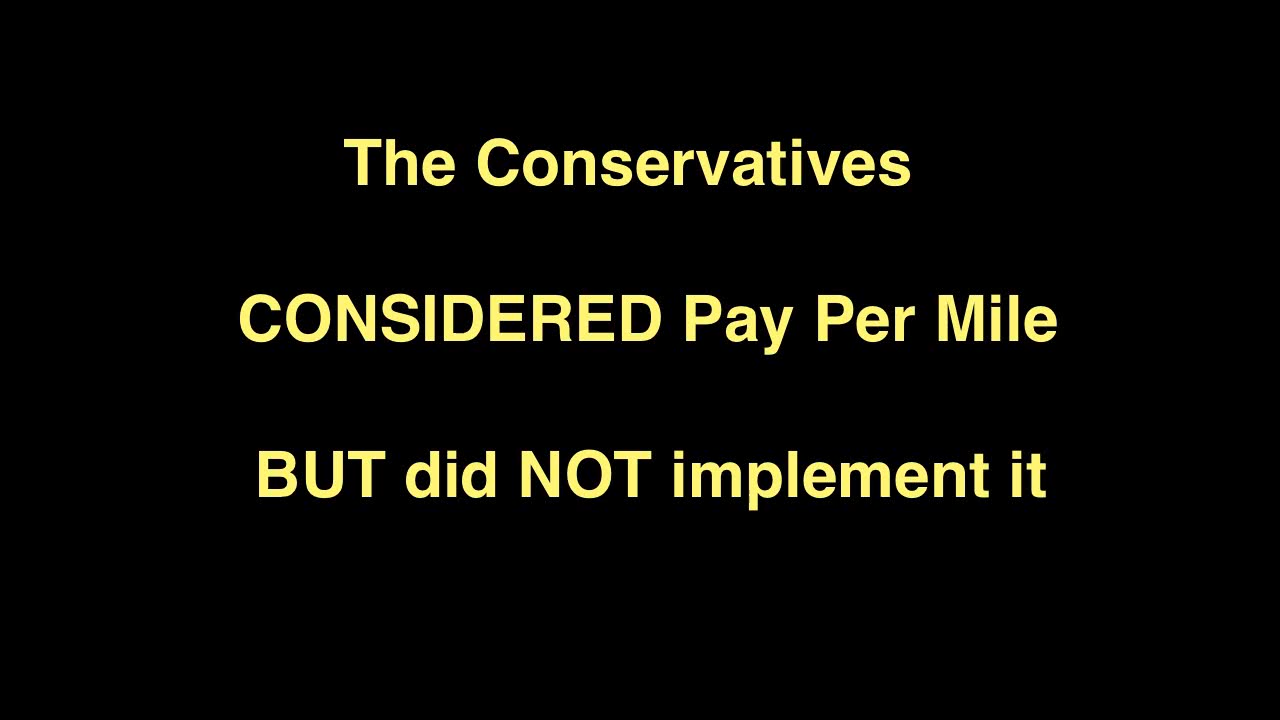 The Conservatives
CONSIDERED Pay Per Mile
BUT did NOT implement it